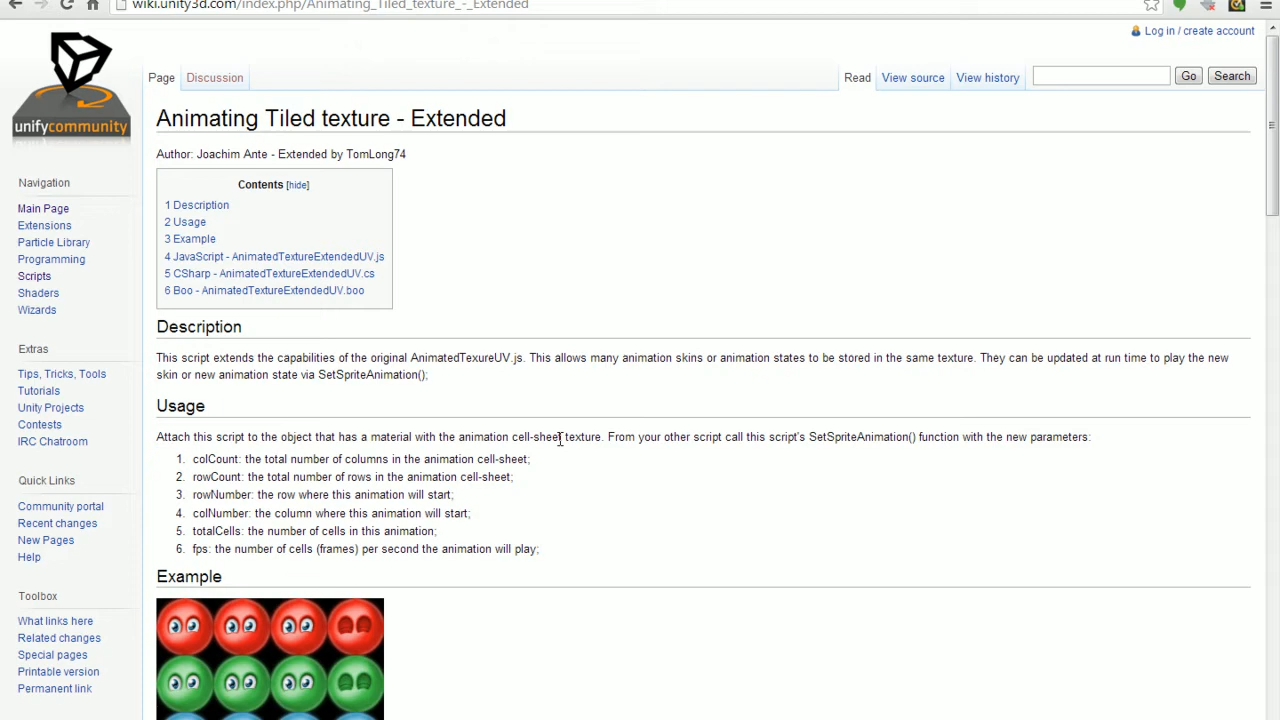 wiki.unity3d.com/index.php/Animating_Tiled_texture_-_Extended
Log in / create account
Page
Discussion
Read
View source
View history
Go
Search
unifycommunity
Animating Tiled texture - Extended
Author: Joachim Ante - Extended by TomLong74
Contents [hide]
1 Description
2 Usage
3 Example
4 JavaScript - AnimatedTextureExtendedUV.js
5 CSharp - AnimatedTextureExtendedUV.cs
6 Boo - AnimatedTextureExtendedUV.boo
Navigation
Main Page
Extensions
Particle Library
Programming
Scripts
Shaders
Wizards
Extras
Tips, Tricks, Tools
Tutorials
Unity Projects
Contests
IRC Chatroom
Quick Links
Community portal
Recent changes
New Pages
Help
Toolbox
What links here
Related changes
Special pages
Printable version
Permanent link
Description
This script extends the capabilities of the original AnimatedTexureUV.js. This allows many animation skins or animation states to be stored in the same texture. They can be updated at run time to play the new
skin or new animation state via SetSpriteAnimation();
Usage
Attach this script to the object that has a material with the animation cell-sheet texture. From your other script call this script's SetSpriteAnimation() function with the new parameters:
1. colCount: the total number of columns in the animation cell-sheet;
2. rowCount: the total number of rows in the animation cell-sheet;
3. rowNumber: the row where this animation will start;
4. colNumber: the column where this animation will start;
5. totalCells: the number of cells in this animation;
6. fps: the number of cells (frames) per second the animation will play;
Example